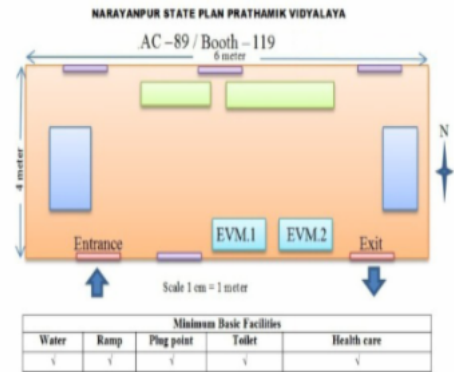 NARAYANPUR STATE PLAN PRATHAMIK VIDYALAYA
AC –89 / Booth –119
6 meter
4 meter
N
EVM.1 EVM.2
Entrance Exit
Scale 1 cm = 1 meter
Minimum Basic Facilities
Water Ramp Plug point Toilet Health care
√ √ √ √ √